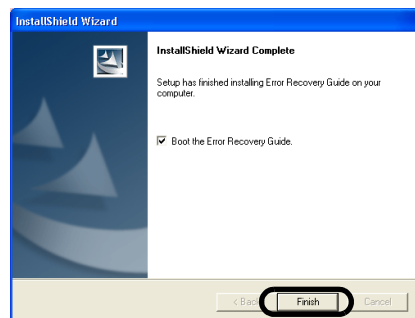 InstallShield Wizard
InstallShield Wizard Complete
Setup has finished installing Error Recovery Guide on your
computer.
Boot the Error Recovery Guide.
< Back Finish Cancel